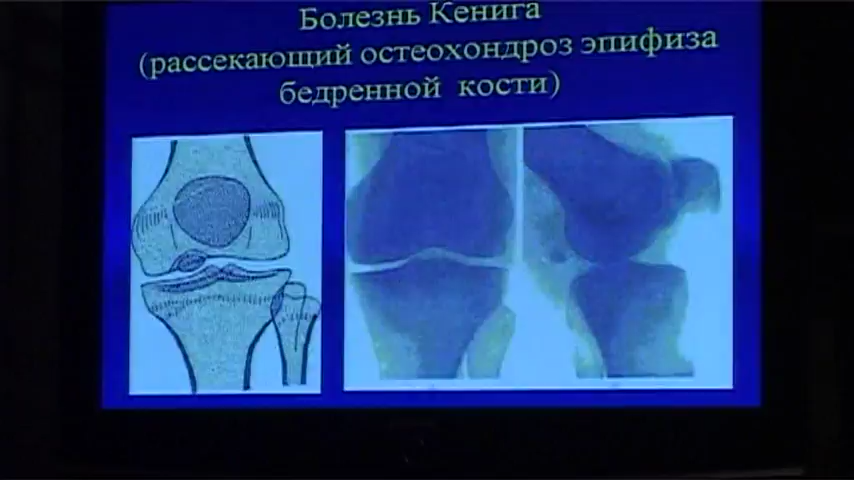 Болезнь Кенига
(рассекающий остеохондроз эпифиза
бедренной кости)